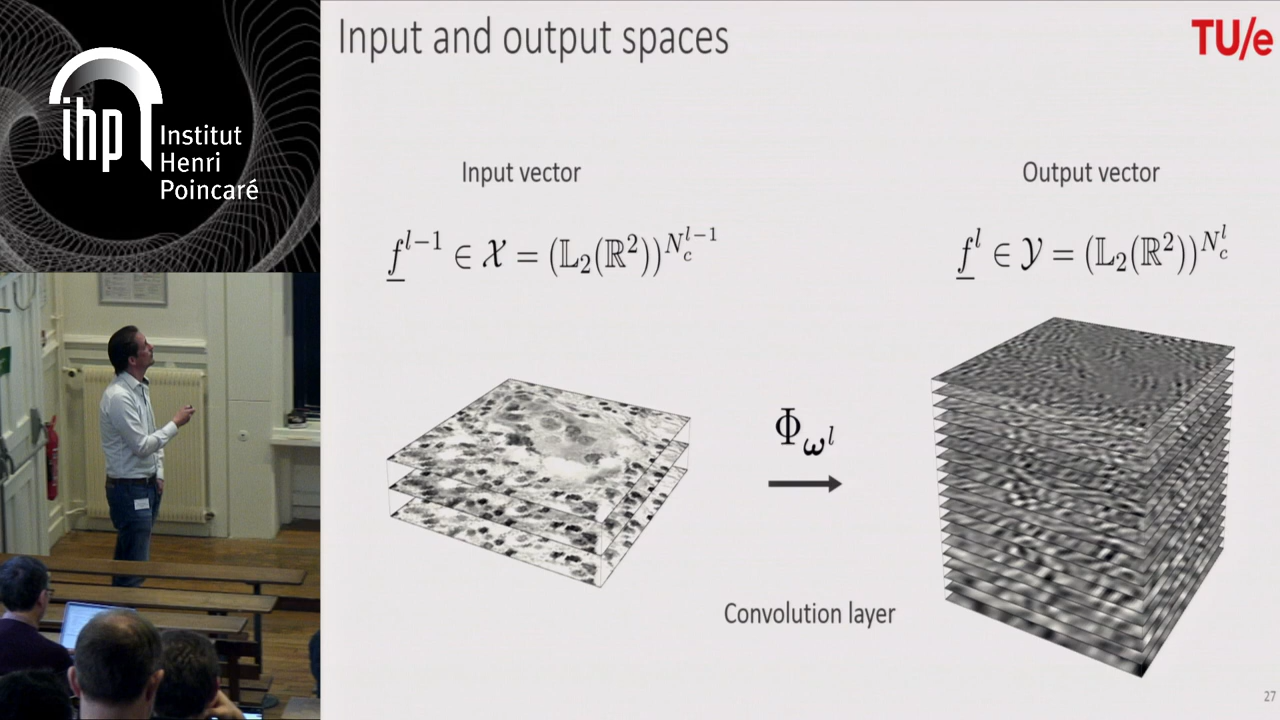 ihp
Institut
Henri
Poincaré
Input and output spaces
TU/e
Input vector
Output vector
f^{l-1} ∈ 𝒳 = (𝕃₂(ℝ²))^{N_c^{l-1}}
f^l ∈ 𝒴 = (𝕃₂(ℝ²))^{N_c^l}
Φ_{ω^l}
Convolution layer
27